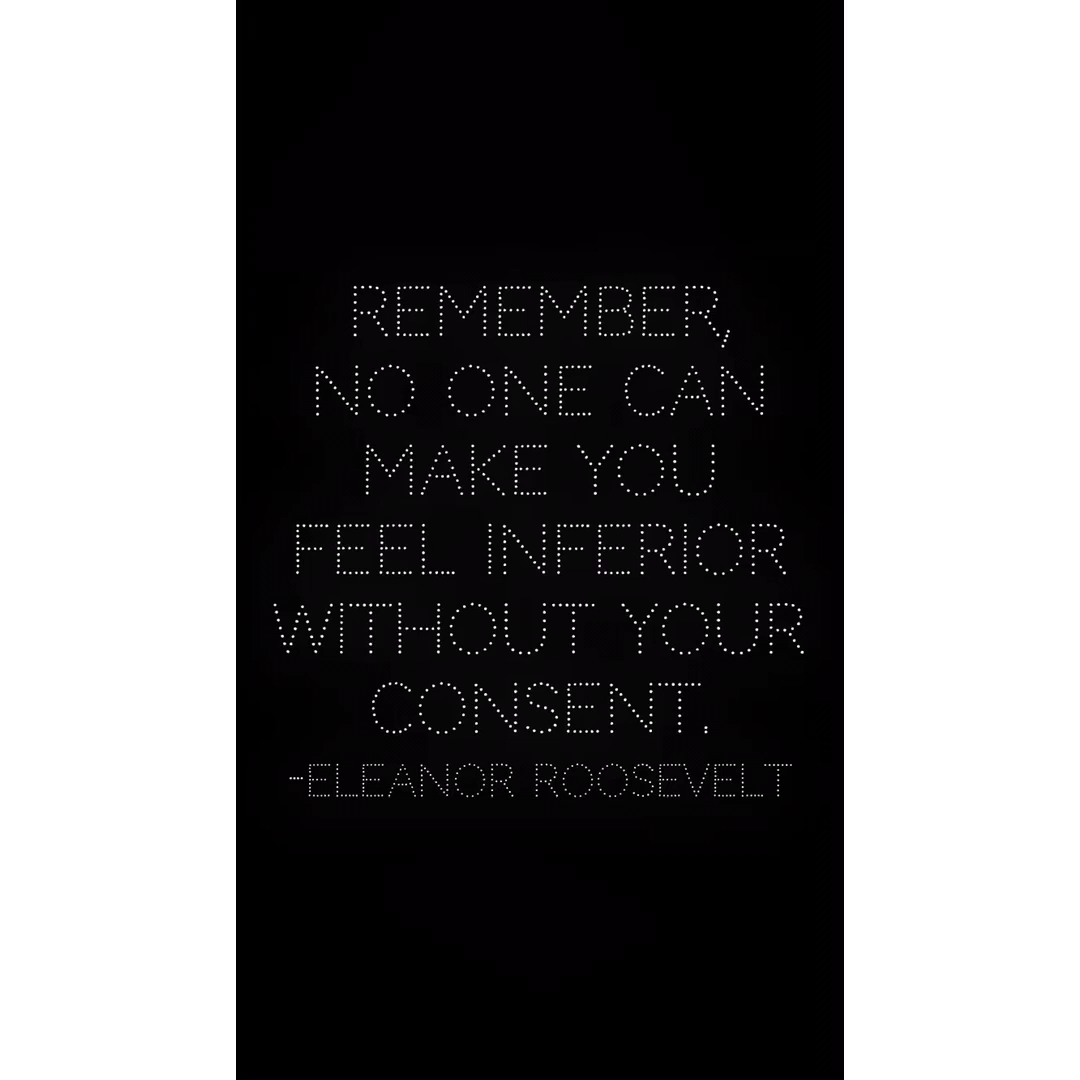 REMEMBER,
NO ONE CAN
MAKE YOU
FEEL INFERIOR
WITHOUT YOUR
CONSENT.
-ELEANOR ROOSEVELT